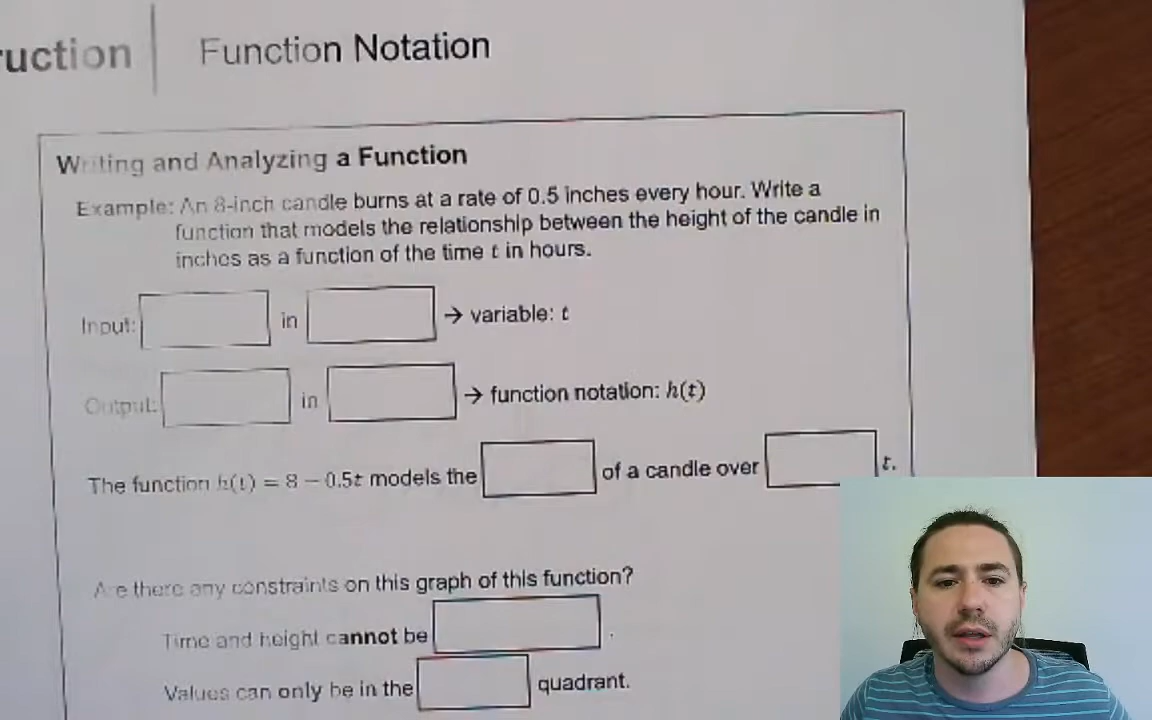 ruction
Function Notation
Writing and Analyzing a Function
Example: An 8-inch candle burns at a rate of 0.5 inches every hour. Write a
function that models the relationship between the height of the candle in
inches as a function of the time t in hours.
Input: in → variable: t
Output: in → function notation: h(t)
The function h(t) = 8 − 0.5t models the of a candle over t.
Are there any constraints on this graph of this function?
Time and height cannot be .
Values can only be in the quadrant.